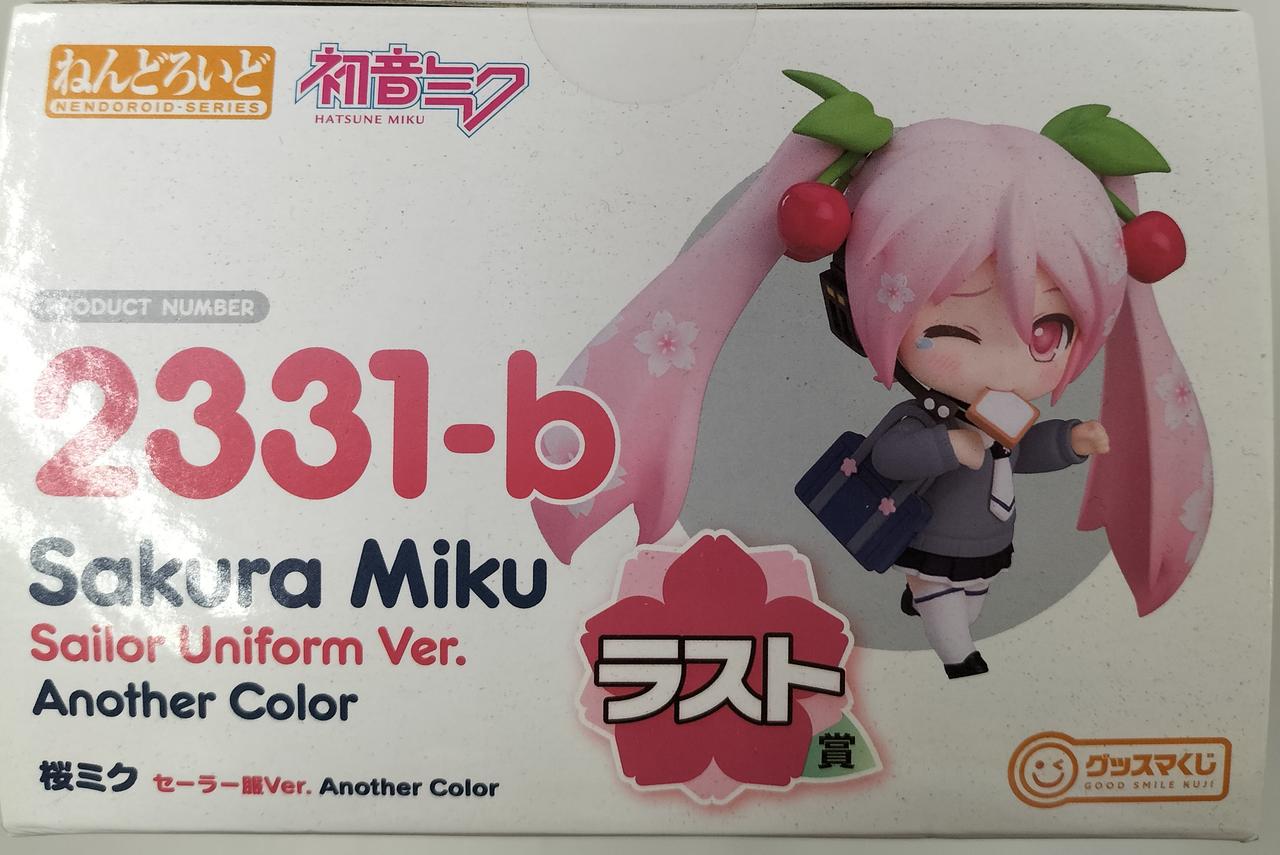 ねんどろいど
NENDOROID-SERIES
初音ミク
HATSUNE MIKU
PRODUCT NUMBER
2331-b
Sakura Miku
Sailor Uniform Ver.
Another Color
桜ミク セーラー服Ver. Another Color
ラスト
賞
グッスマくじ
GOOD SMILE KUJI